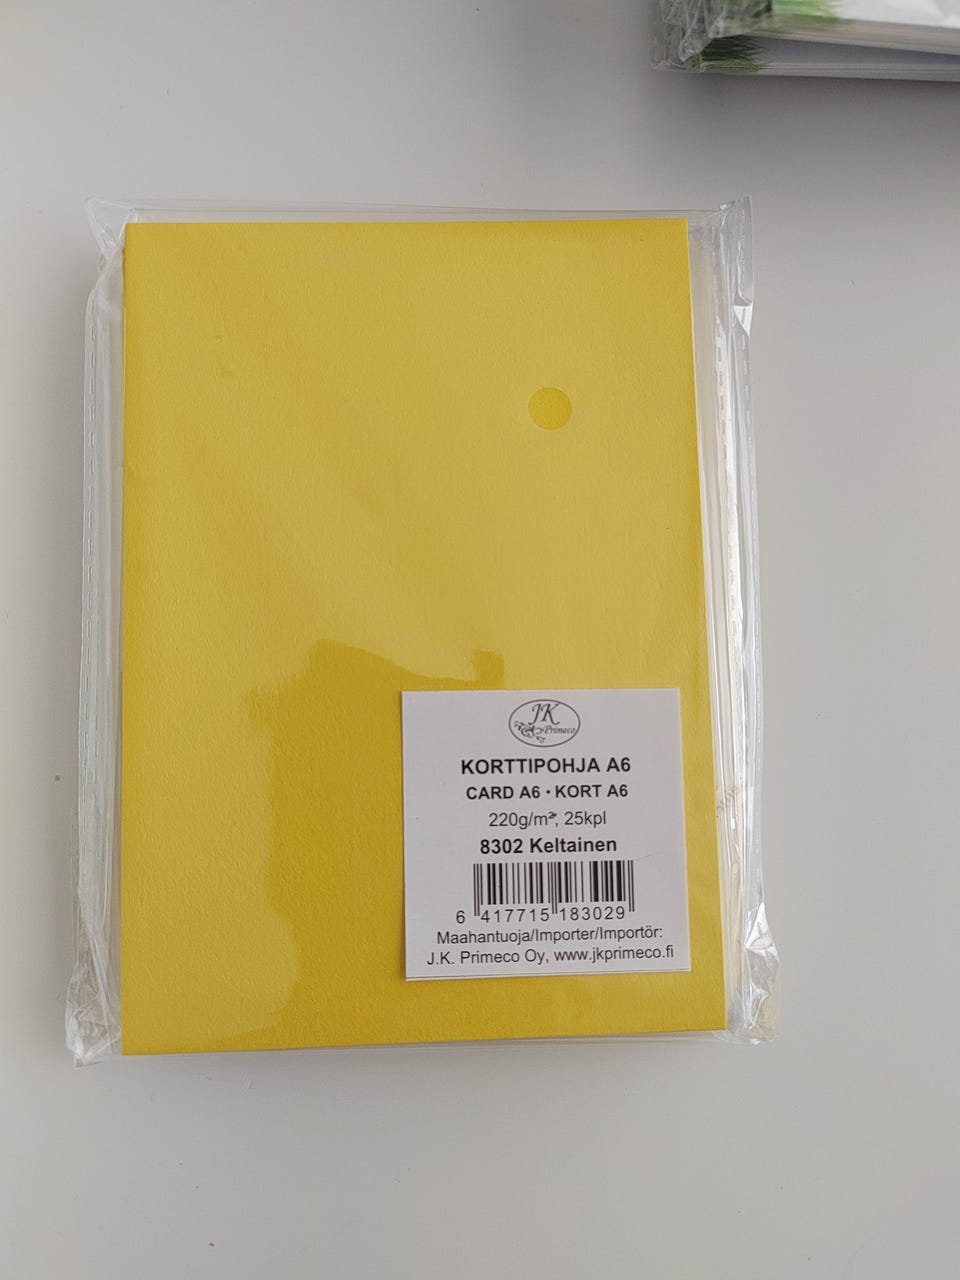 JK
Primeco
KORTTIPOHJA A6
CARD A6 • KORT A6
220g/m², 25kpl
8302 Keltainen
6 417715 183029
Maahantuoja/Importer/Importör:
J.K. Primeco Oy, www.jkprimeco.fi